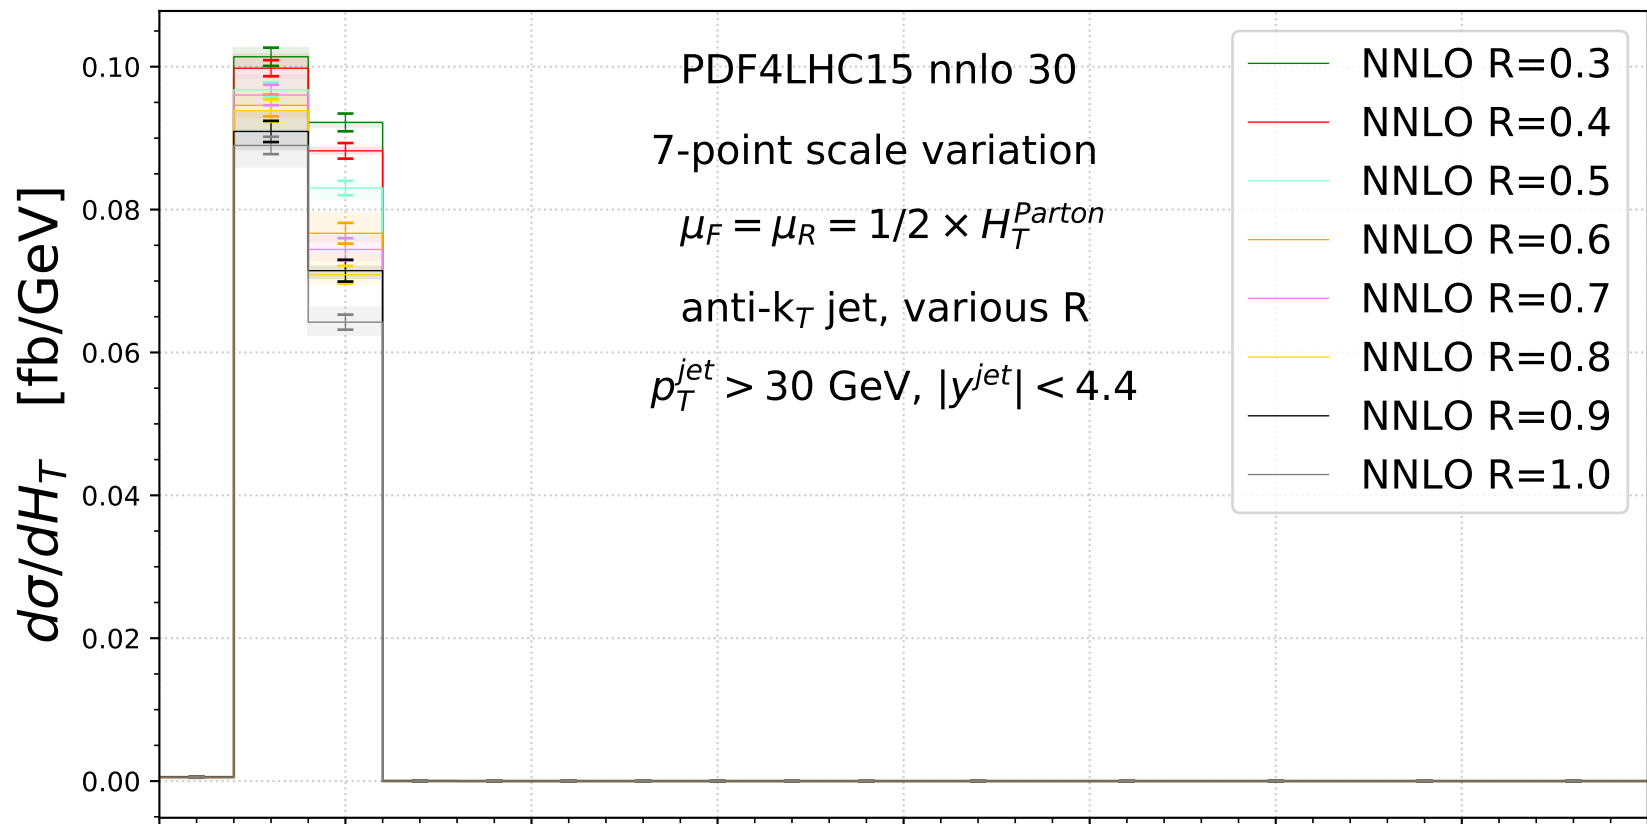 dσ/dH_T [fb/GeV]
0.10
0.08
0.06
0.04
0.02
0.00
PDF4LHC15 nnlo 30
7-point scale variation
μ_F = μ_R = 1/2 × H_T^{Parton}
anti-k_T jet, various R
p_T^{jet} > 30 GeV, |y^{jet}| < 4.4
NNLO R=0.3
NNLO R=0.4
NNLO R=0.5
NNLO R=0.6
NNLO R=0.7
NNLO R=0.8
NNLO R=0.9
NNLO R=1.0